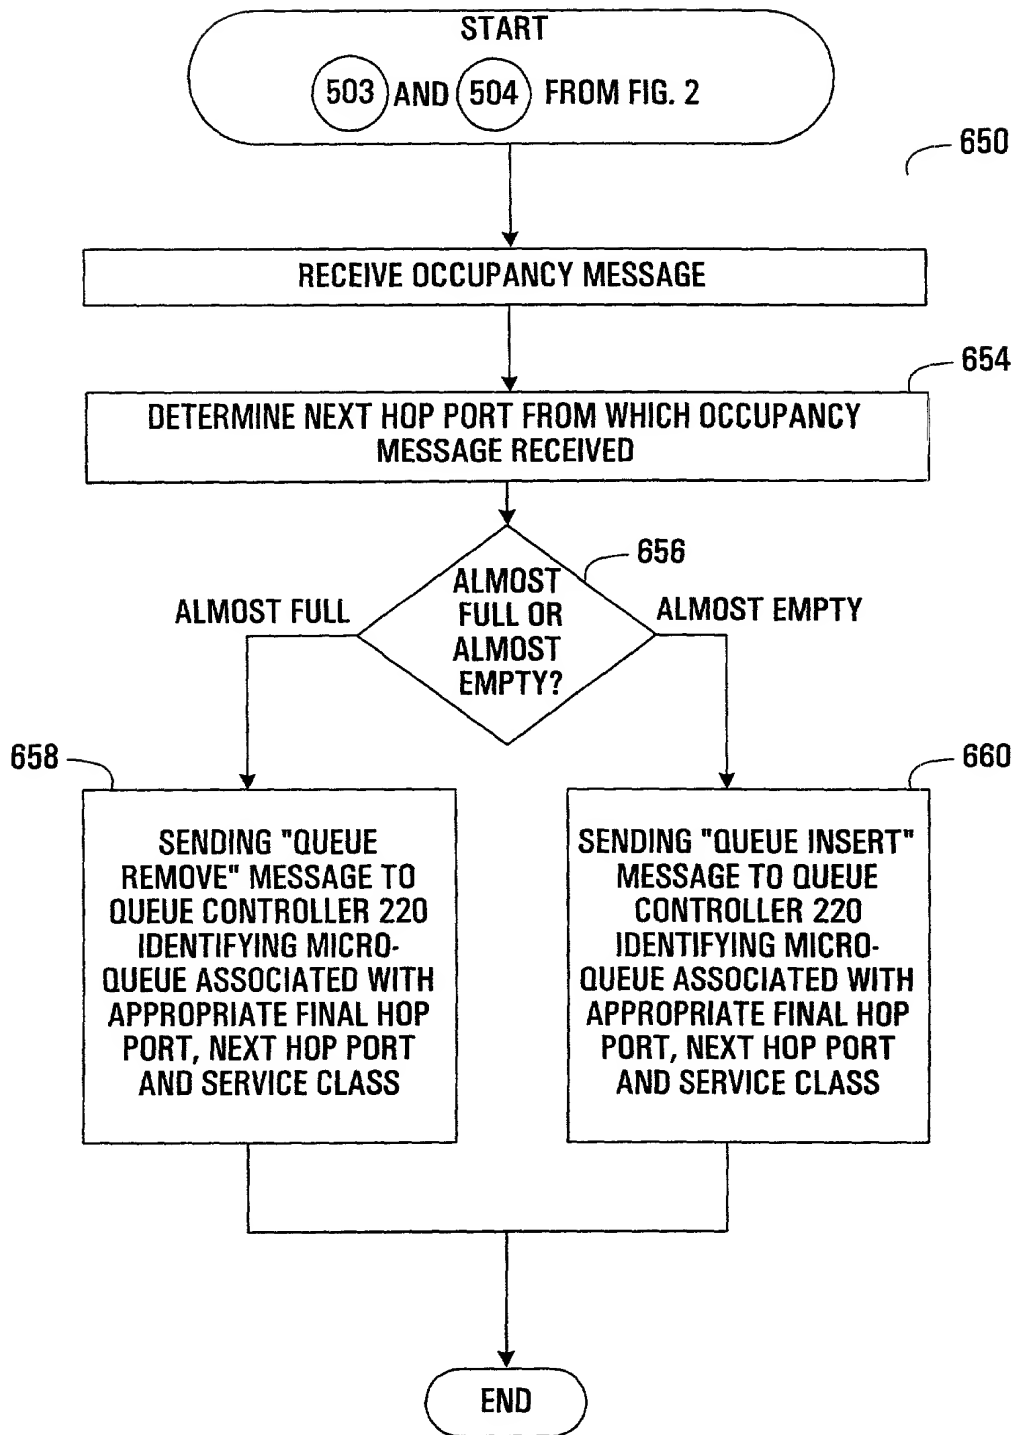 START
503 AND 504 FROM FIG. 2
650
RECEIVE OCCUPANCY MESSAGE
654
DETERMINE NEXT HOP PORT FROM WHICH OCCUPANCY
MESSAGE RECEIVED
656
ALMOST
FULL OR
ALMOST
EMPTY?
ALMOST FULL
ALMOST EMPTY
658
SENDING "QUEUE
REMOVE" MESSAGE TO
QUEUE CONTROLLER 220
IDENTIFYING MICRO-
QUEUE ASSOCIATED WITH
APPROPRIATE FINAL HOP
PORT, NEXT HOP PORT
AND SERVICE CLASS
660
SENDING "QUEUE INSERT"
MESSAGE TO QUEUE
CONTROLLER 220
IDENTIFYING MICRO-
QUEUE ASSOCIATED WITH
APPROPRIATE FINAL HOP
PORT, NEXT HOP PORT
AND SERVICE CLASS
END